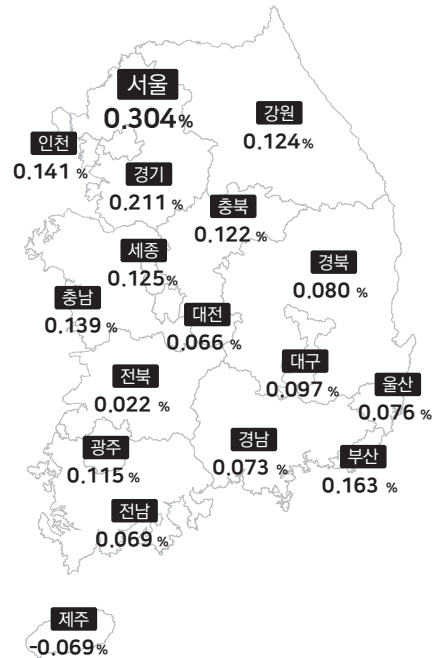 서울
0.304%
강원
0.124%
인천
0.141 %
경기
0.211 %
충북
0.122 %
세종
0.125%
경북
0.080 %
충남
0.139 %
대전
0.066 %
대구
0.097 %
전북
0.022 %
울산
0.076 %
광주
0.115 %
경남
0.073 %
부산
0.163 %
전남
0.069 %
제주
-0.069%